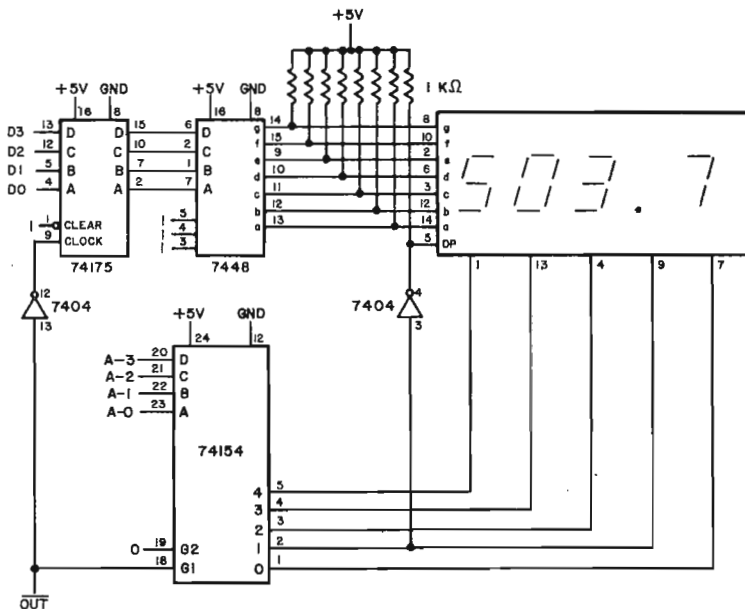 +5V
+5V GND
+5V GND
1 KΩ
16 8
16 8
D3 13 D D 15 6 D g 14 8 g
D2 12 C C 10 2 C f 15 10 f
D1 5 B B 7 1 B e 9 2 e
D0 4 A A 2 7 A d 10 6 d
c 11 3 c
b 12 12 b
a 13 14 a
503.7
1 1 CLEAR
9 CLOCK
1 5
1 4
1 3
5 DP
74175
7448
1 13 4 9 7
12
7404
13
4
7404
3
+5V GND
24 12
A-3 20 D
A-2 21 C
A-1 22 B
A-0 23 A
74154
4 5
3 4
2 3
0 19 G2 1 2
18 G1 0 1
OUT